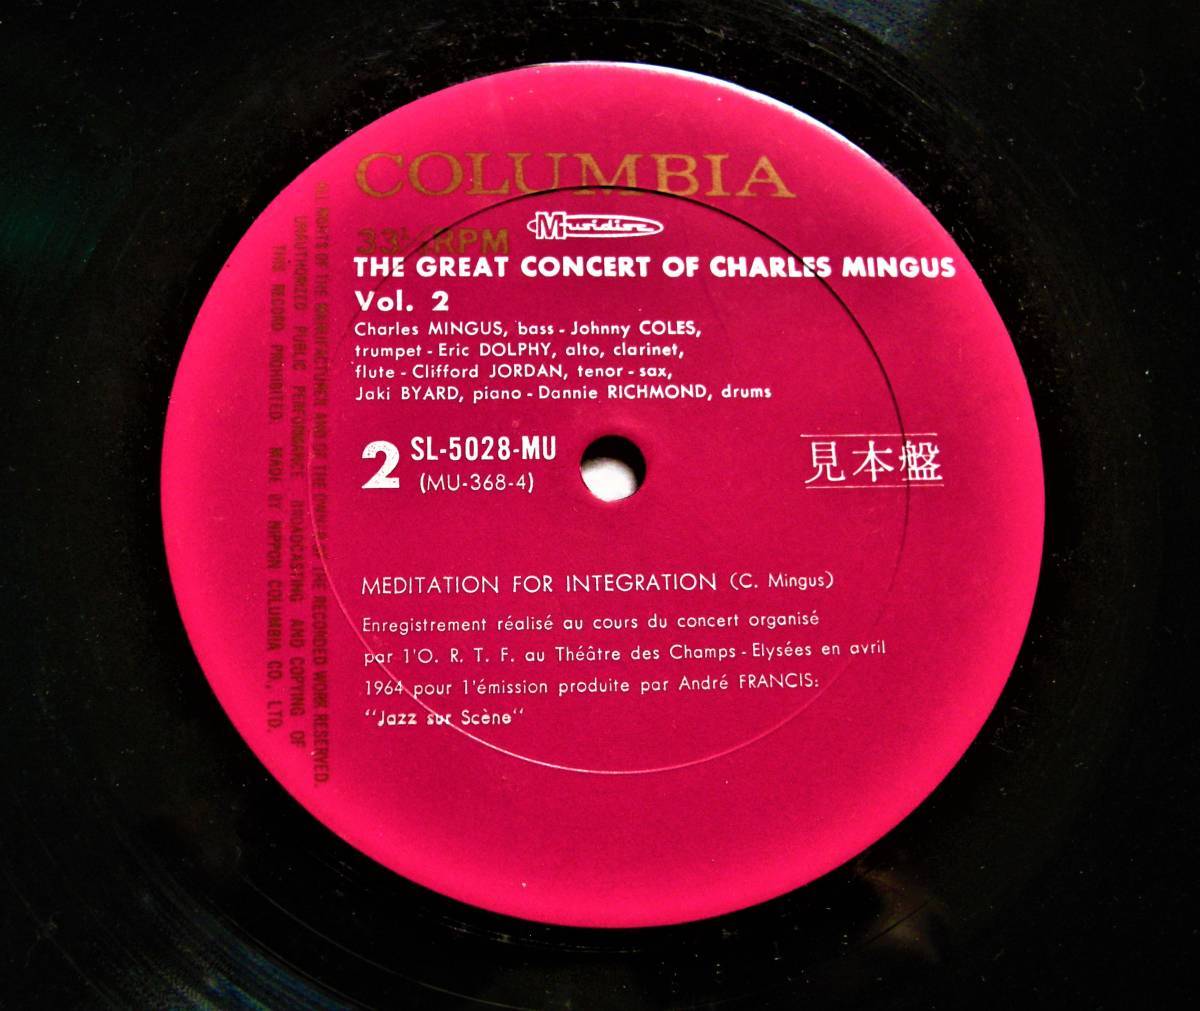 COLUMBIA
Musidisc
33⅓ RPM
THE GREAT CONCERT OF CHARLES MINGUS
Vol. 2
Charles MINGUS, bass - Johnny COLES,
trumpet - Eric DOLPHY, alto, clarinet,
flute - Clifford JORDAN, tenor - sax,
Jaki BYARD, piano - Dannie RICHMOND, drums
2 SL-5028-MU
(MU-368-4)
見本盤
MEDITATION FOR INTEGRATION (C. Mingus)
Enregistrement réalisé au cours du concert organisé
par l'O. R. T. F. au Théâtre des Champs - Elysées en avril
1964 pour l'émission produite par André FRANCIS:
"Jazz sur Scène"
ALL RIGHTS OF THE MANUFACTURER AND OF THE OWNER OF THE RECORDED WORK RESERVED.
UNAUTHORIZED PUBLIC PERFORMANCE BROADCASTING AND COPYING OF
THIS RECORD PROHIBITED. MADE BY NIPPON COLUMBIA CO., LTD.